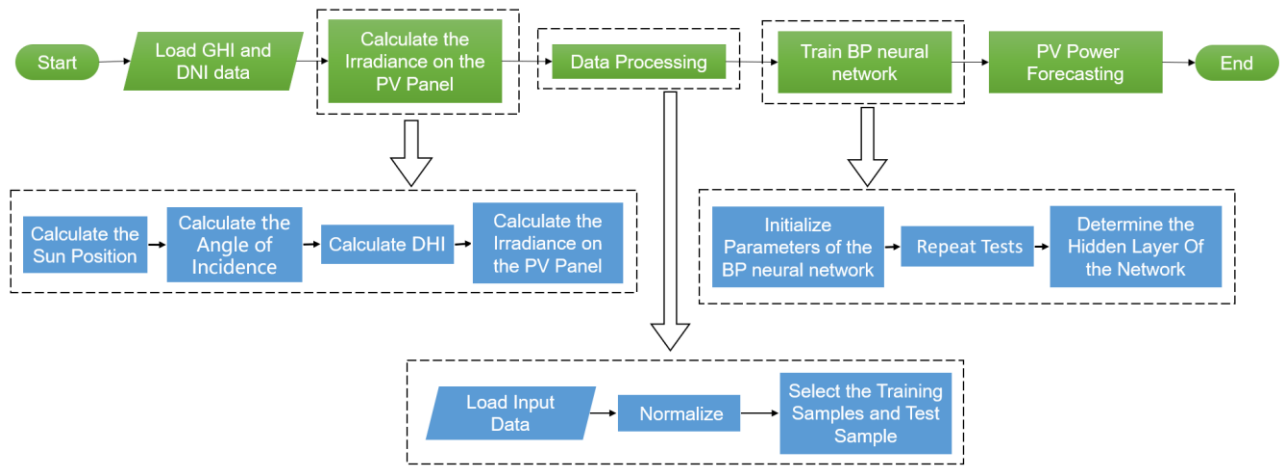 Start
Load GHI and
DNI data
Calculate the
Irradiance on the
PV Panel
Data Processing
Train BP neural
network
PV Power
Forecasting
End
Calculate the
Sun Position
Calculate the
Angle of
Incidence
Calculate DHI
Calculate the
Irradiance on
the PV Panel
Initialize
Parameters of the
BP neural network
Repeat Tests
Determine the
Hidden Layer Of
the Network
Load Input
Data
Normalize
Select the Training
Samples and Test
Sample